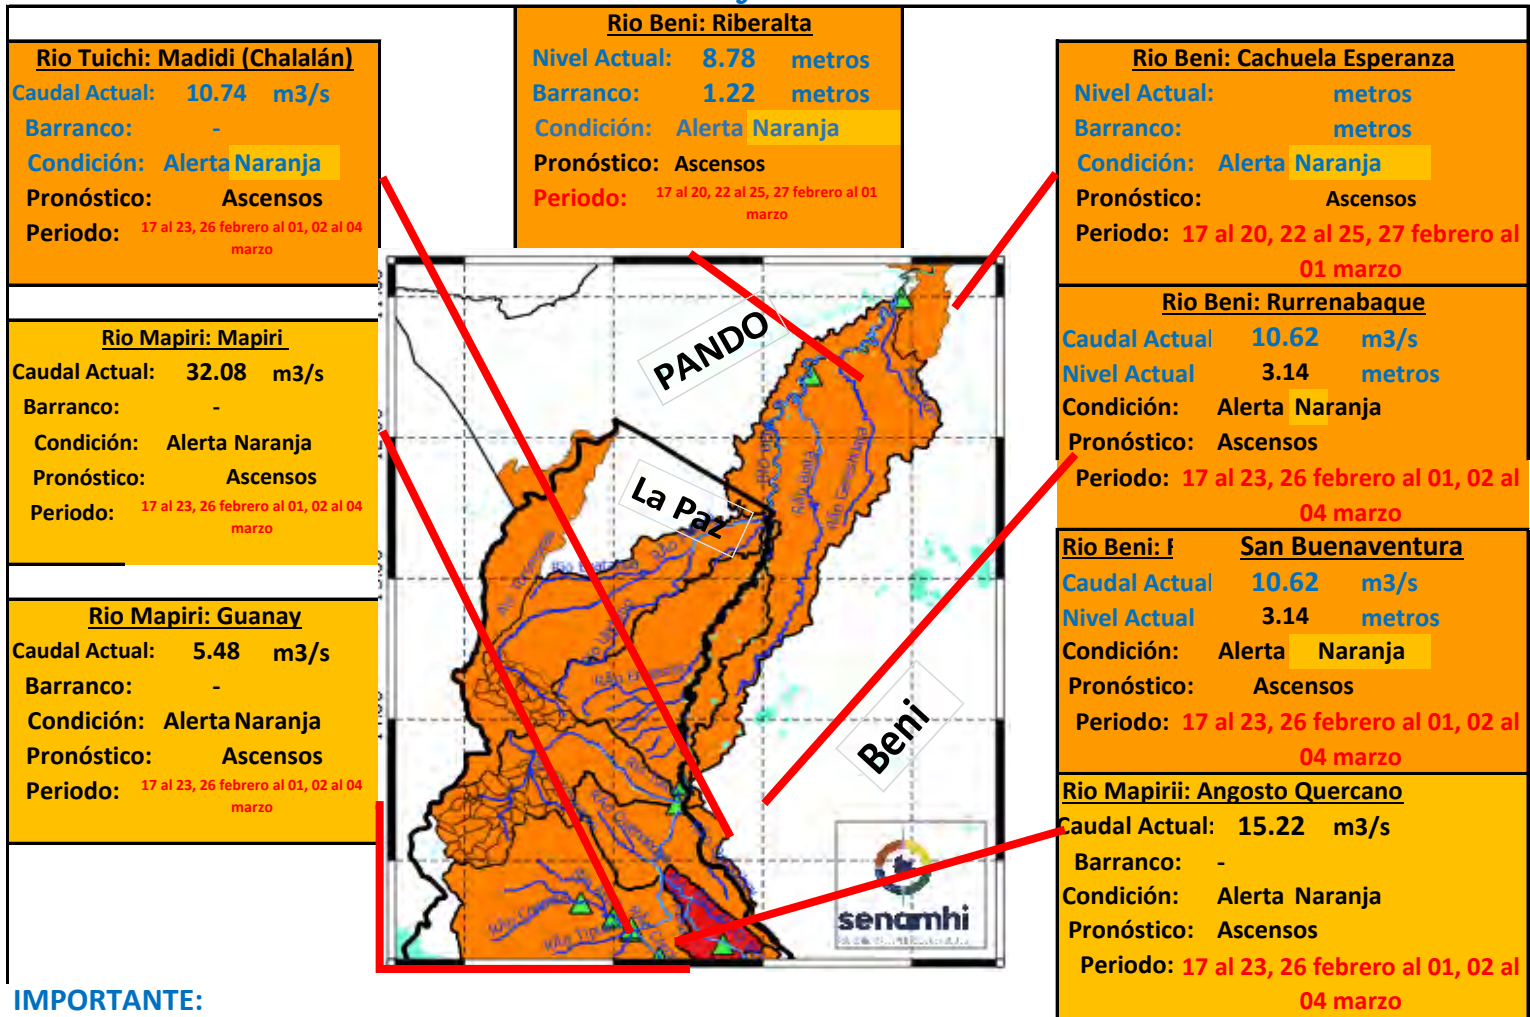 Rio Tuichi: Madidi (Chalalán)
Caudal Actual: 10.74 m3/s
Barranco: -
Condición: Alerta Naranja
Pronóstico: Ascensos
Periodo: 17 al 23, 26 febrero al 01, 02 al 04
marzo
Rio Mapiri: Mapiri
Caudal Actual: 32.08 m3/s
Barranco: -
Condición: Alerta Naranja
Pronóstico: Ascensos
Periodo: 17 al 23, 26 febrero al 01, 02 al 04
marzo
Rio Mapiri: Guanay
Caudal Actual: 5.48 m3/s
Barranco: -
Condición: Alerta Naranja
Pronóstico: Ascensos
Periodo: 17 al 23, 26 febrero al 01, 02 al 04
marzo
Rio Beni: Riberalta
Nivel Actual: 8.78 metros
Barranco: 1.22 metros
Condición: Alerta Naranja
Pronóstico: Ascensos
Periodo: 17 al 20, 22 al 25, 27 febrero al 01
marzo
PANDO
La Paz
Beni
senamhi
Rio Beni: Cachuela Esperanza
Nivel Actual: metros
Barranco: metros
Condición: Alerta Naranja
Pronóstico: Ascensos
Periodo: 17 al 20, 22 al 25, 27 febrero al
01 marzo
Rio Beni: Rurrenabaque
Caudal Actual 10.62 m3/s
Nivel Actual 3.14 metros
Condición: Alerta Naranja
Pronóstico: Ascensos
Periodo: 17 al 23, 26 febrero al 01, 02 al
04 marzo
Rio Beni: San Buenaventura
Caudal Actual 10.62 m3/s
Nivel Actual 3.14 metros
Condición: Alerta Naranja
Pronóstico: Ascensos
Periodo: 17 al 23, 26 febrero al 01, 02 al
04 marzo
Rio Mapirii: Angosto Quercano
Caudal Actual: 15.22 m3/s
Barranco: -
Condición: Alerta Naranja
Pronóstico: Ascensos
Periodo: 17 al 23, 26 febrero al 01, 02 al
04 marzo
IMPORTANTE: